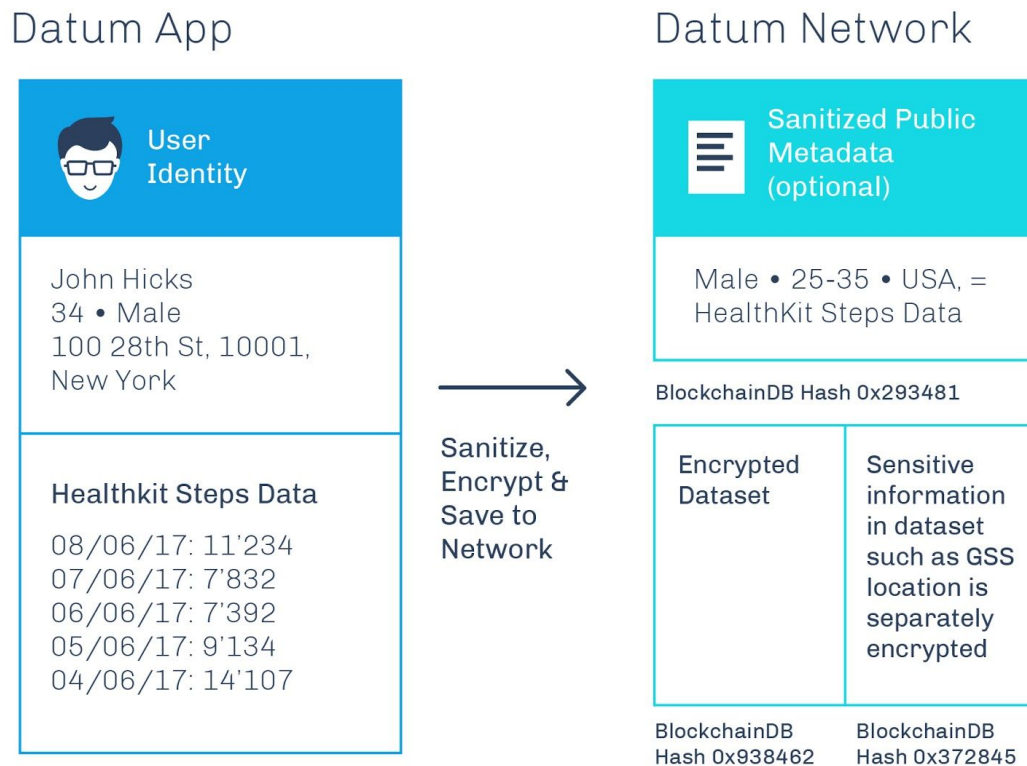 Datum App
User
Identity
John Hicks
34 • Male
100 28th St, 10001,
New York
Healthkit Steps Data
08/06/17: 11’234
07/06/17: 7’832
06/06/17: 7’392
05/06/17: 9’134
04/06/17: 14’107
Sanitize,
Encrypt &
Save to
Network
Datum Network
Sanitized Public
Metadata
(optional)
Male • 25-35 • USA, =
HealthKit Steps Data
BlockchainDB Hash 0x293481
Encrypted
Dataset
Sensitive
information
in dataset
such as GSS
location is
separately
encrypted
BlockchainDB
Hash 0x938462
BlockchainDB
Hash 0x372845